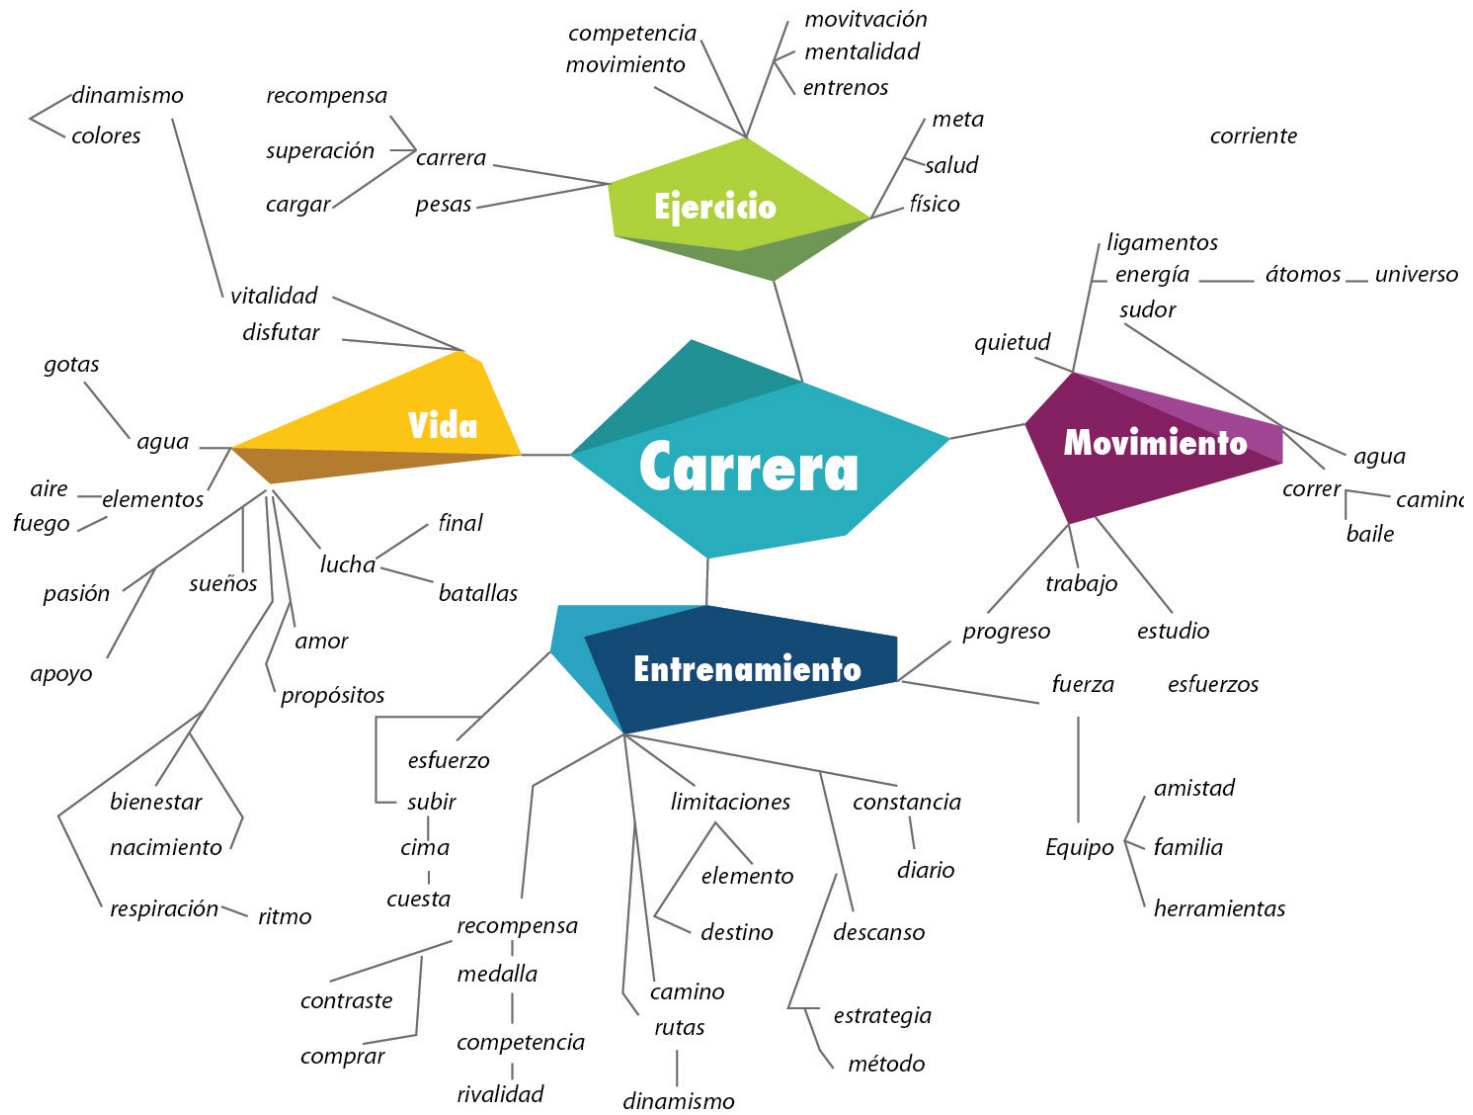 movitvación
competencia
mentalidad
movimiento
entrenos
dinamismo
recompensa
colores
superación
carrera
cargar
pesas
meta
salud
físico
corriente
Ejercicio
ligamentos
energía
átomos
universo
sudor
quietud
vitalidad
disfutar
gotas
agua
Vida
Carrera
Movimiento
agua
correr
camino
baile
aire
elementos
fuego
final
lucha
batallas
sueños
pasión
amor
apoyo
propósitos
trabajo
progreso
estudio
Entrenamiento
fuerza
esfuerzos
esfuerzo
subir
cima
cuesta
bienestar
nacimiento
respiración
ritmo
limitaciones
elemento
destino
constancia
diario
descanso
amistad
Equipo
familia
herramientas
recompensa
medalla
contraste
comprar
competencia
rivalidad
camino
rutas
dinamismo
estrategia
método